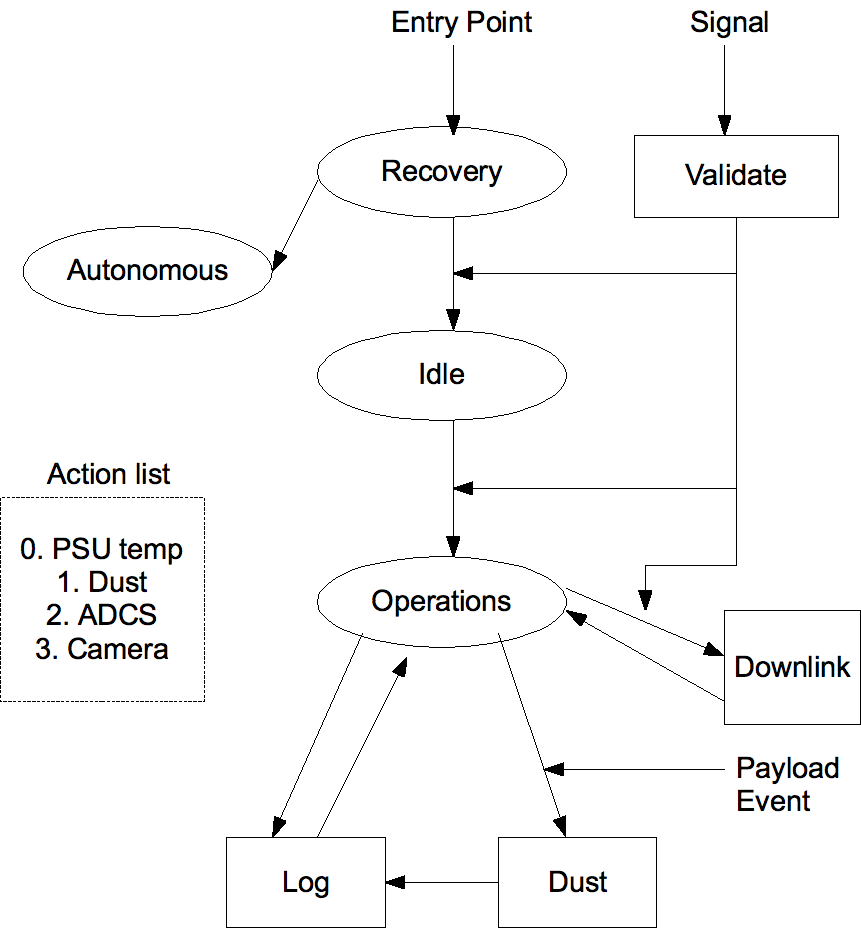 Entry Point
Signal
Recovery
Validate
Autonomous
Idle
Action list
0. PSU temp
1. Dust
2. ADCS
3. Camera
Operations
Downlink
Payload
Event
Log
Dust